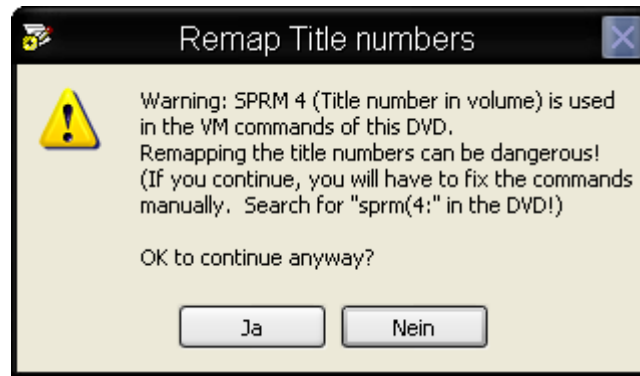 Remap Title numbers
Warning: SPRM 4 (Title number in volume) is used
in the VM commands of this DVD.
Remapping the title numbers can be dangerous!
(If you continue, you will have to fix the commands
manually.  Search for "sprm(4:" in the DVD!)
OK to continue anyway?
Ja
Nein